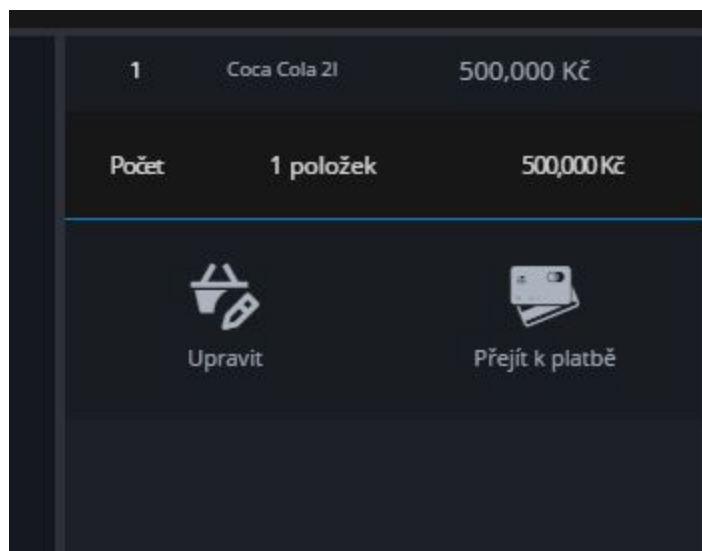 1 Coca Cola 2l 500,000 Kč
Počet 1 položek 500,000 Kč
Upravit Přejít k platbě